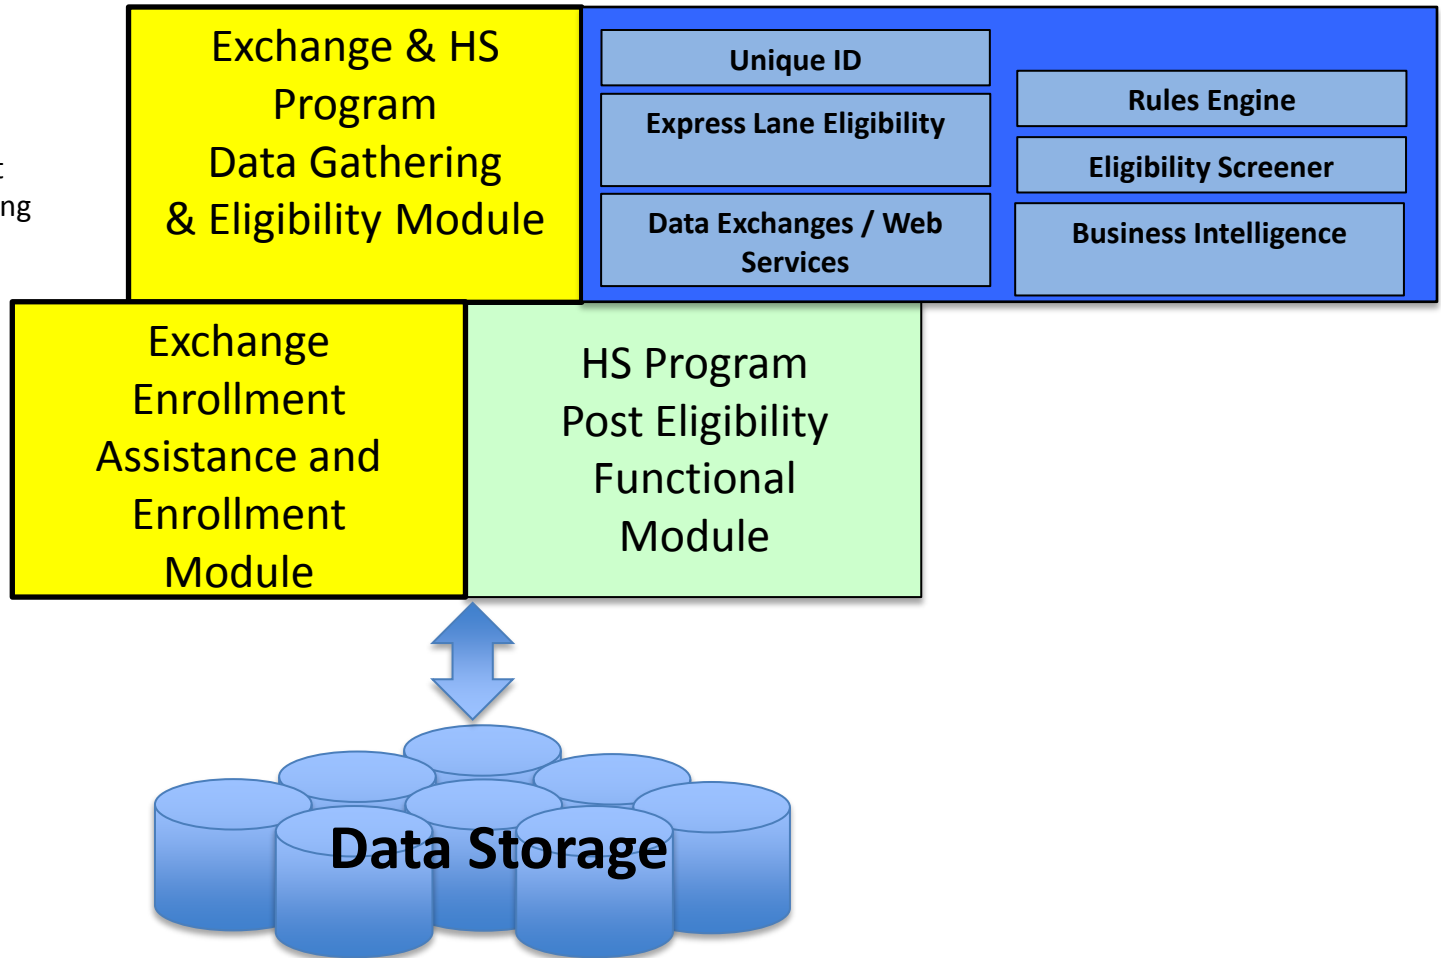 Exchange & HS
Program
Data Gathering
& Eligibility Module
Unique ID
Express Lane Eligibility
Data Exchanges / Web
Services
Rules Engine
Eligibility Screener
Business Intelligence
Exchange
Enrollment
Assistance and
Enrollment
Module
HS Program
Post Eligibility
Functional
Module
Data Storage